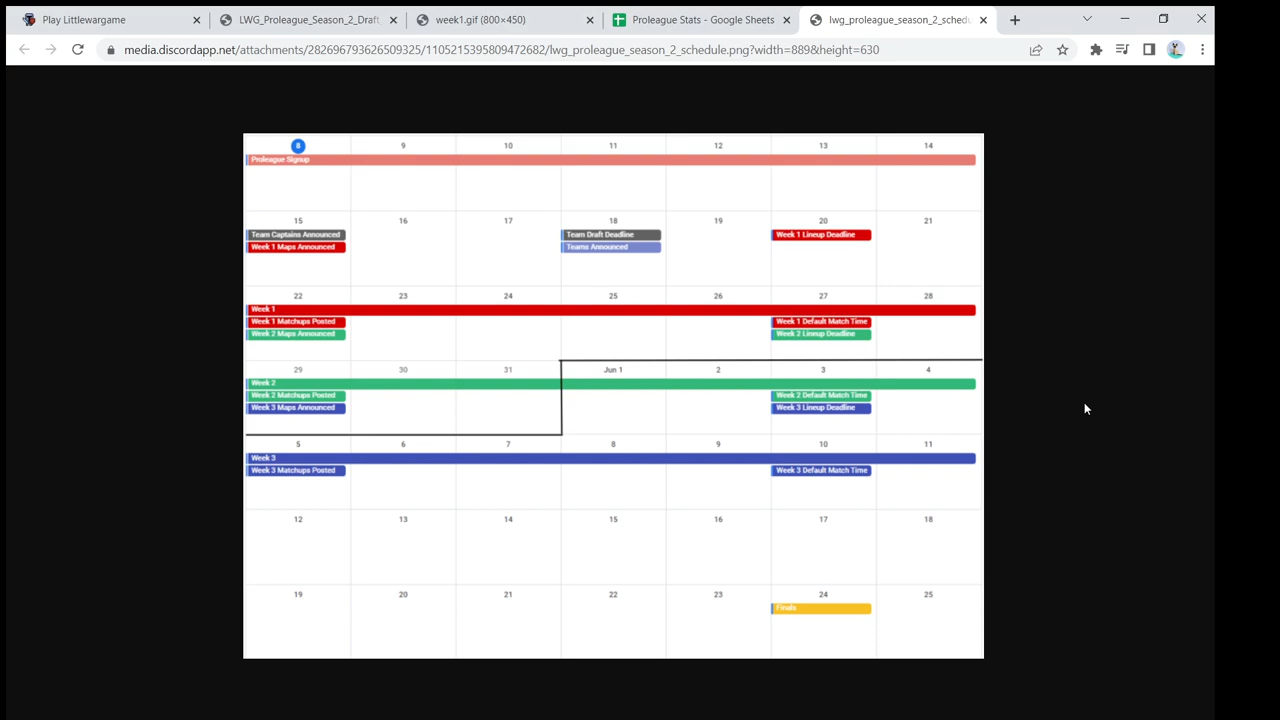 Play Littlewargame
LWG_Proleague_Season_2_Draft_
week1.gif (800×450)
Proleague Stats - Google Sheets
lwg_proleague_season_2_schedu
media.discordapp.net/attachments/282696793626509325/1105215395809472682/lwg_proleague_season_2_schedule.png?width=889&height=630
8 9 10 11 12 13 14
Proleague Signup
15 16 17 18 19 20 21
Team Captains Announced Team Draft Deadline Week 1 Lineup Deadline
Week 1 Maps Announced Teams Announced
22 23 24 25 26 27 28
Week 1
Week 1 Matchups Posted Week 1 Default Match Time
Week 2 Maps Announced Week 2 Lineup Deadline
29 30 31 Jun 1 2 3 4
Week 2
Week 2 Matchups Posted Week 2 Default Match Time
Week 3 Maps Announced Week 3 Lineup Deadline
5 6 7 8 9 10 11
Week 3
Week 3 Matchups Posted Week 3 Default Match Time
12 13 14 15 16 17 18
19 20 21 22 23 24 25
Finals